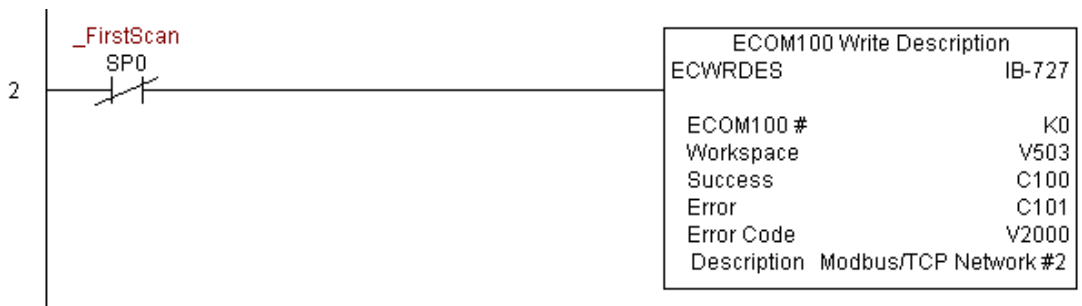 _FirstScan
SP0
2
ECOM100 Write Description
ECWRDES IB-727
ECOM100 # K0
Workspace V503
Success C100
Error C101
Error Code V2000
Description Modbus/TCP Network #2